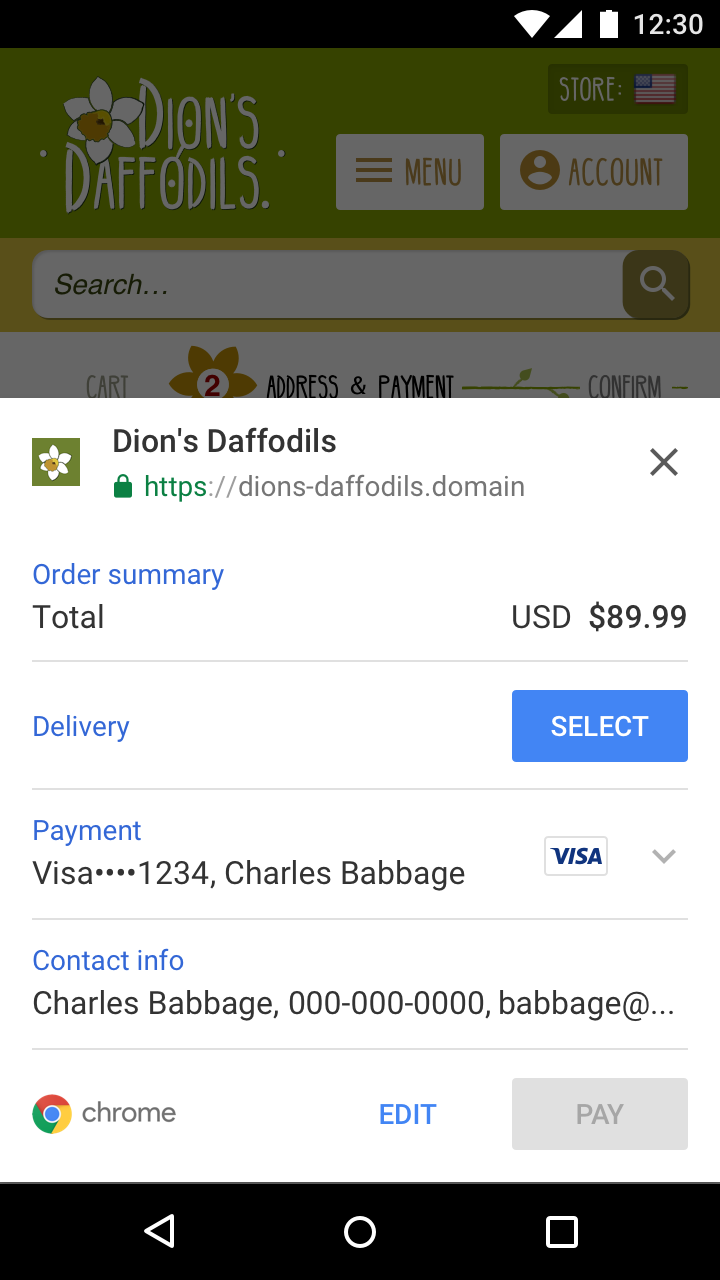 12:30
DION'S
DAFFODILS.
STORE:
MENU
ACCOUNT
Search...
CART
2
ADDRESS & PAYMENT
CONFIRM
Dion's Daffodils
https://dions-daffodils.domain
Order summary
Total USD $89.99
Delivery
SELECT
Payment
Visa••••1234, Charles Babbage
VISA
Contact info
Charles Babbage, 000-000-0000, babbage@...
chrome
EDIT
PAY